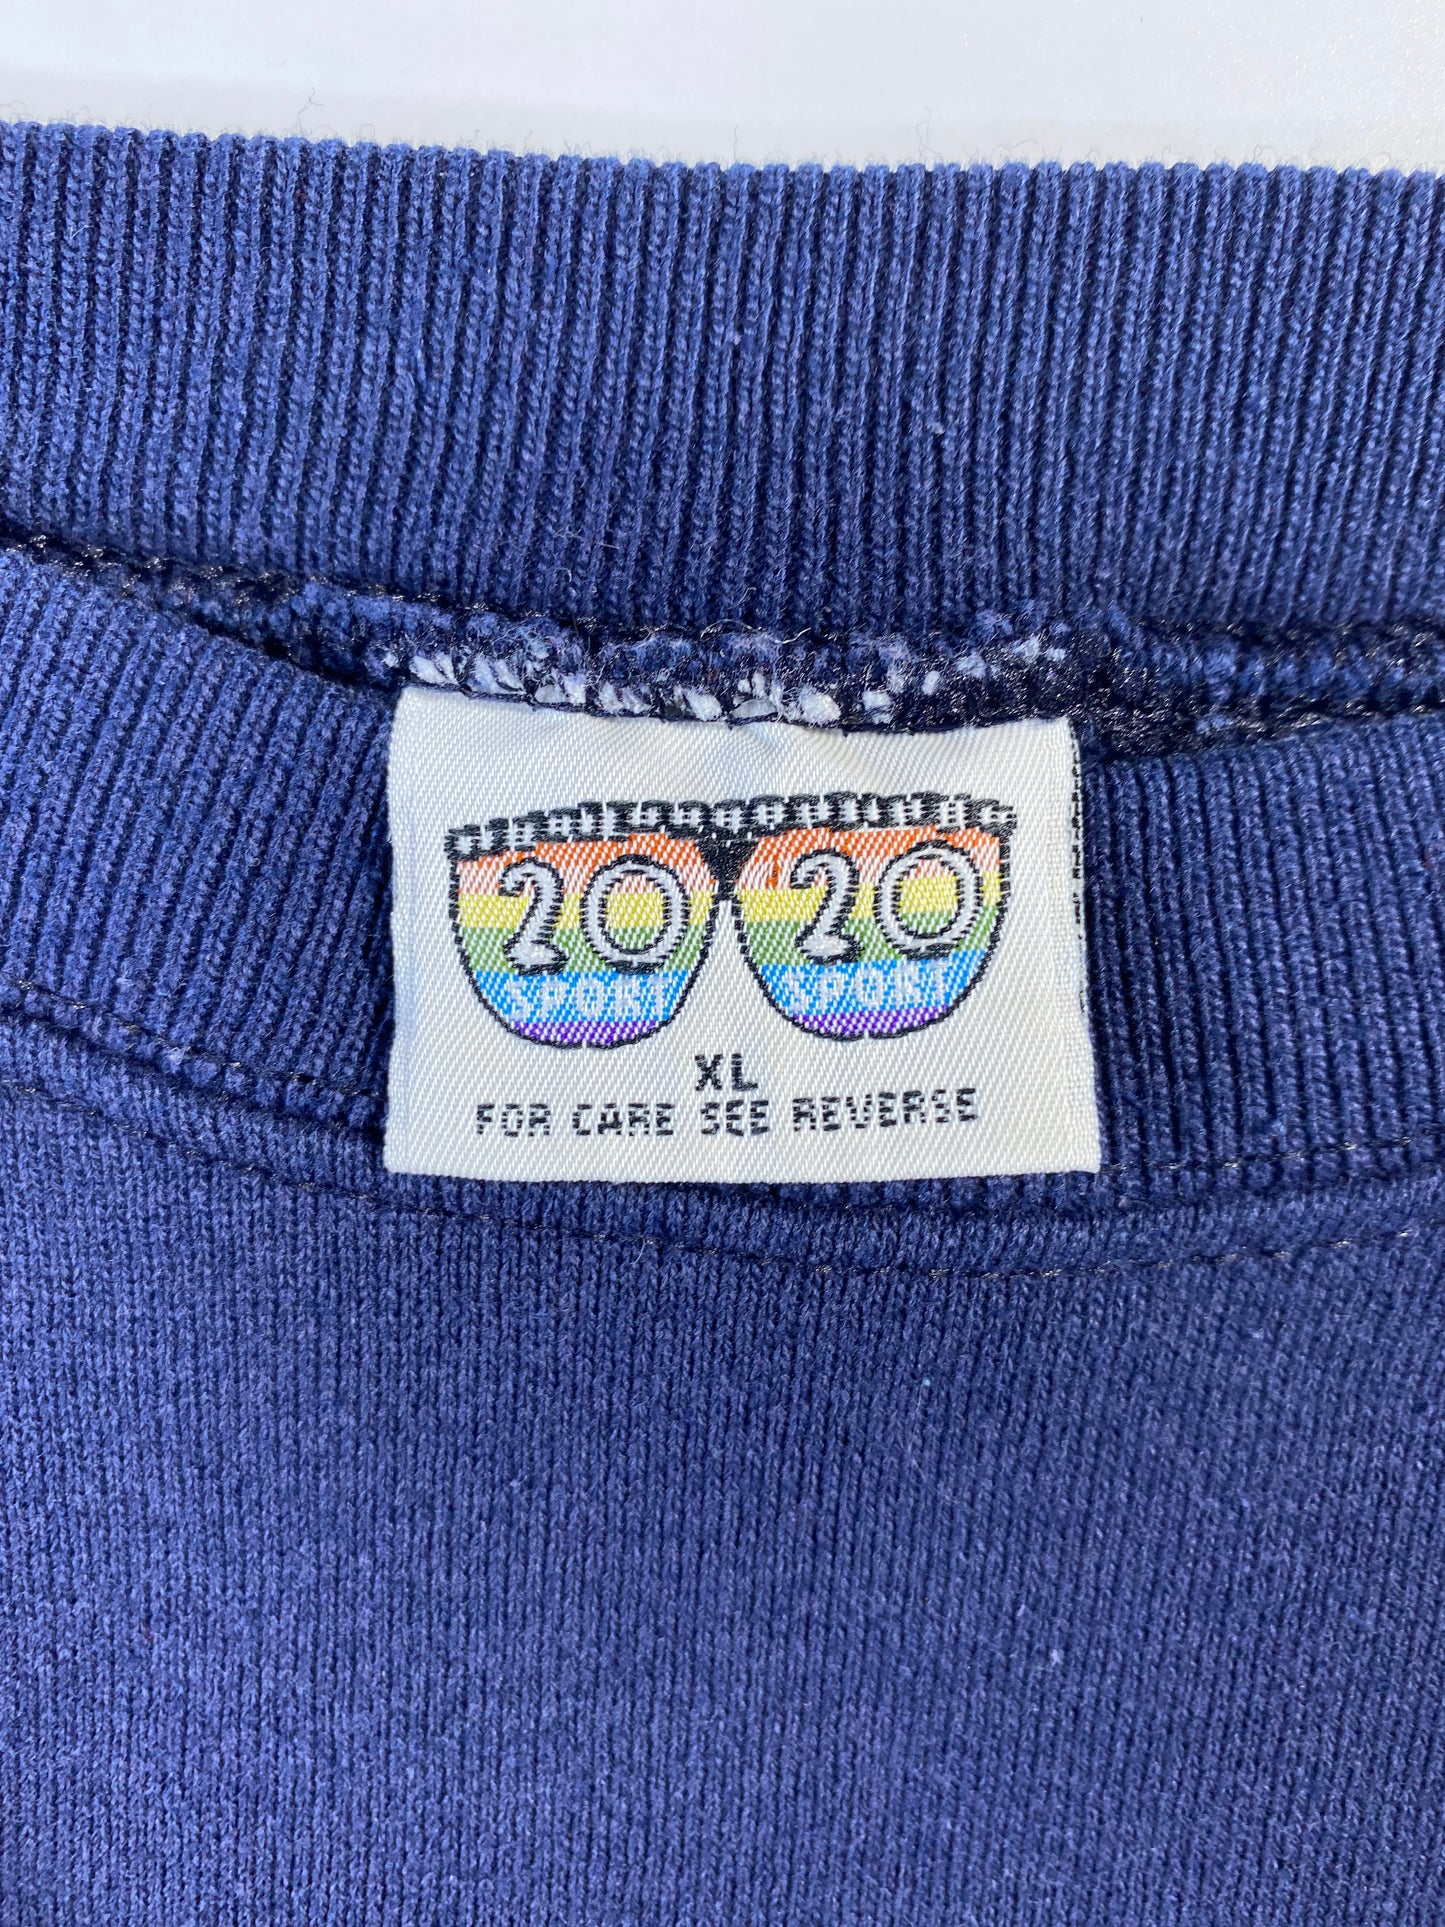 20 20
SPORT SPORT
XL
FOR CARE SEE REVERSE